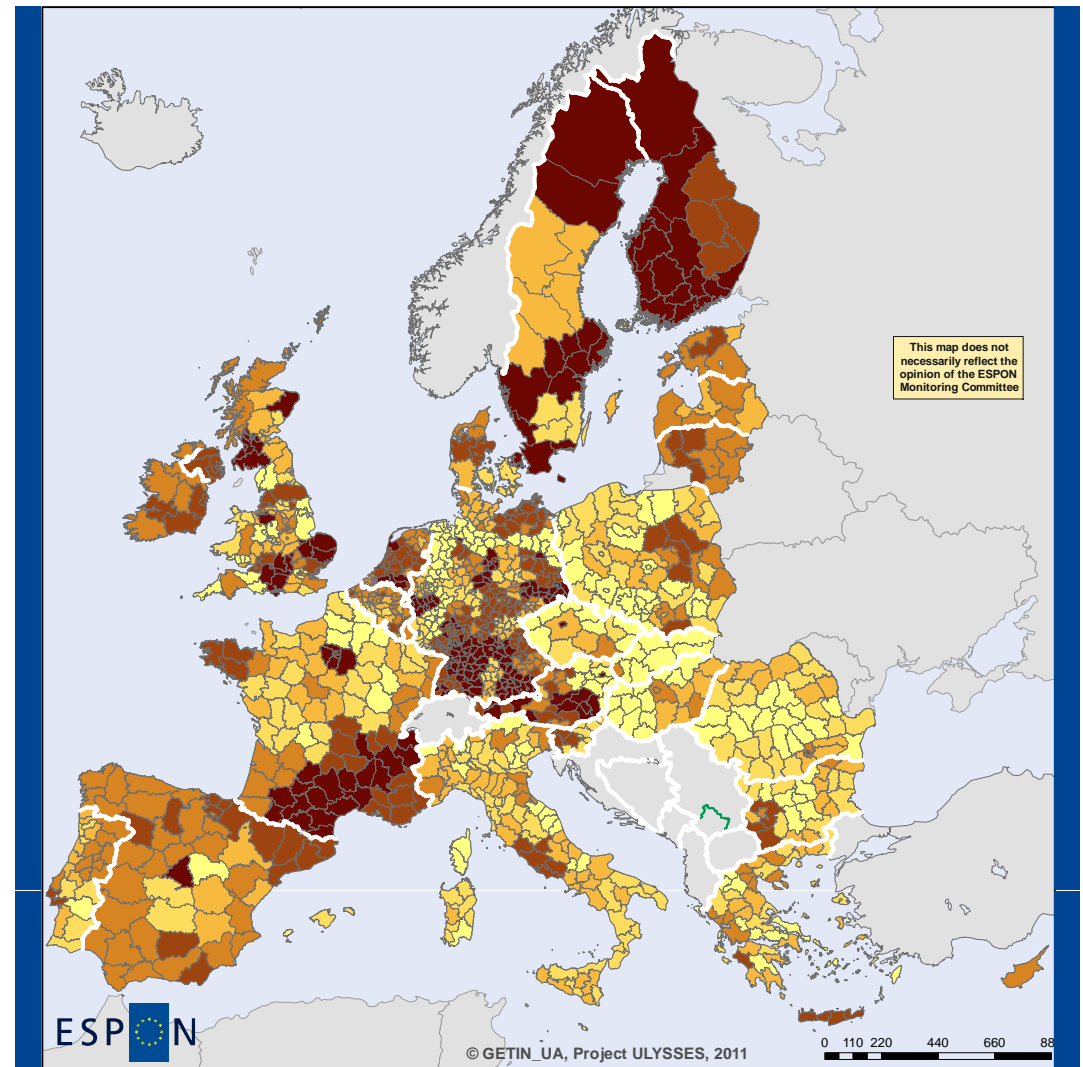 This map does not
necessarily reflect the
opinion of the ESPON
Monitoring Committee
ESPON
© GETIN_UA, Project ULYSSES, 2011
0 110 220 440 660 88